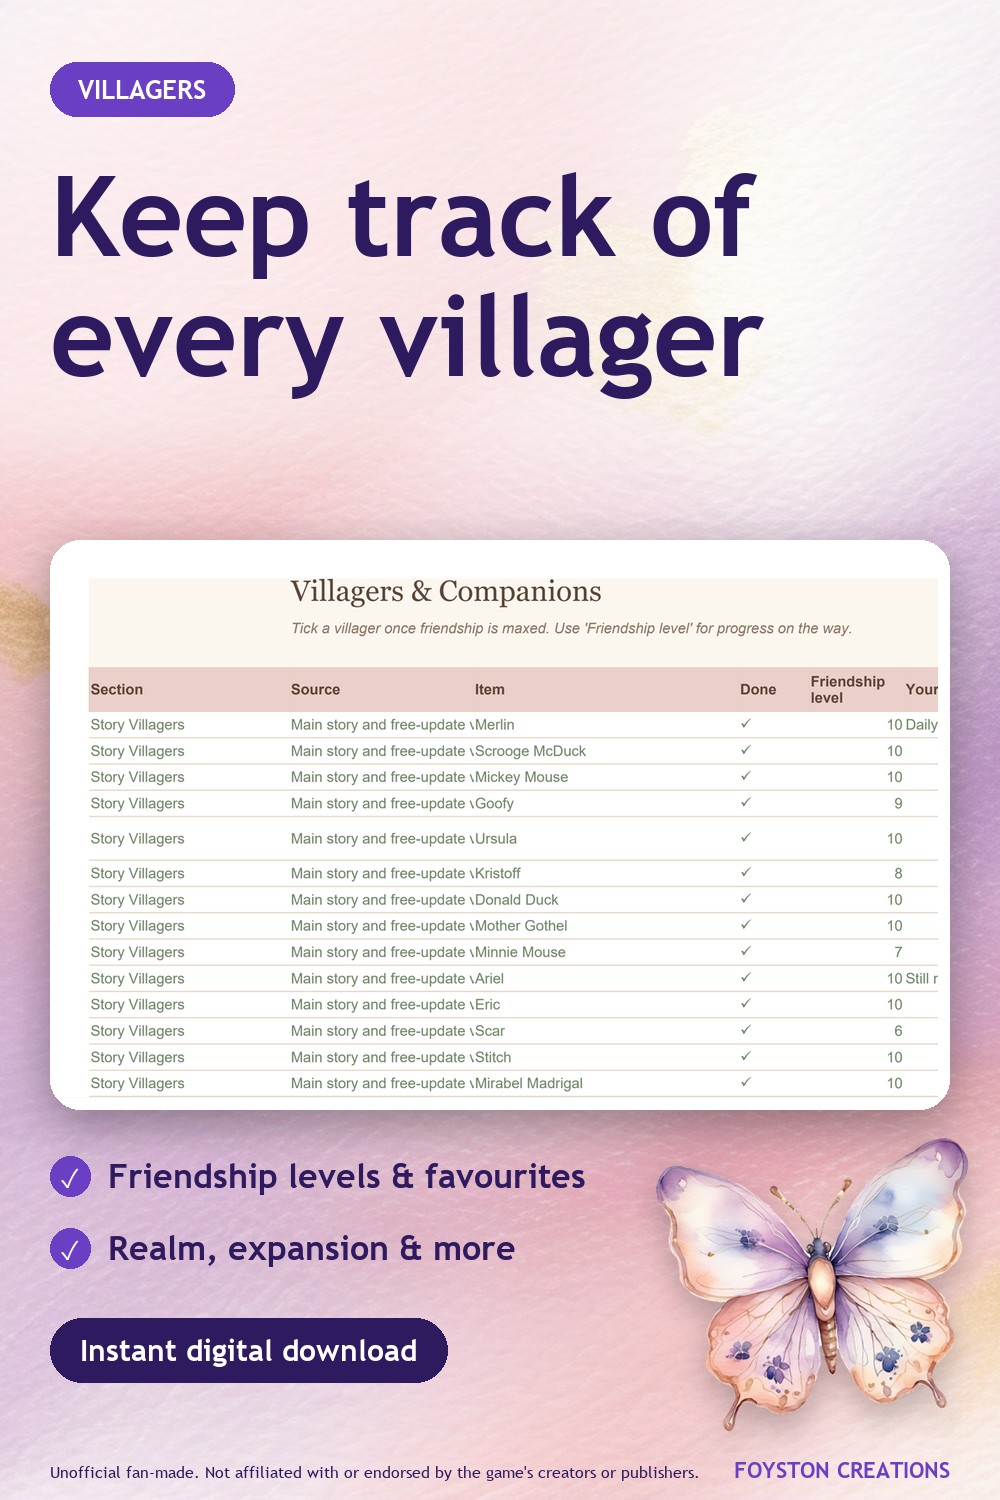 VILLAGERS
Keep track of
every villager
Villagers & Companions
Tick a villager once friendship is maxed. Use 'Friendship level' for progress on the way.
Section Source Item Done Friendship level Your
Story Villagers Main story and free-update Merlin ✓ 10 Daily
Story Villagers Main story and free-update Scrooge McDuck ✓ 10
Story Villagers Main story and free-update Mickey Mouse ✓ 10
Story Villagers Main story and free-update Goofy ✓ 9
Story Villagers Main story and free-update Ursula ✓ 10
Story Villagers Main story and free-update Kristoff ✓ 8
Story Villagers Main story and free-update Donald Duck ✓ 10
Story Villagers Main story and free-update Mother Gothel ✓ 10
Story Villagers Main story and free-update Minnie Mouse ✓ 7
Story Villagers Main story and free-update Ariel ✓ 10 Still
Story Villagers Main story and free-update Eric ✓ 10
Story Villagers Main story and free-update Scar ✓ 6
Story Villagers Main story and free-update Stitch ✓ 10
Story Villagers Main story and free-update Mirabel Madrigal ✓ 10
✓ Friendship levels & favourites
✓ Realm, expansion & more
Instant digital download
Unofficial fan-made. Not affiliated with or endorsed by the game's creators or publishers.
FOYSTON CREATIONS